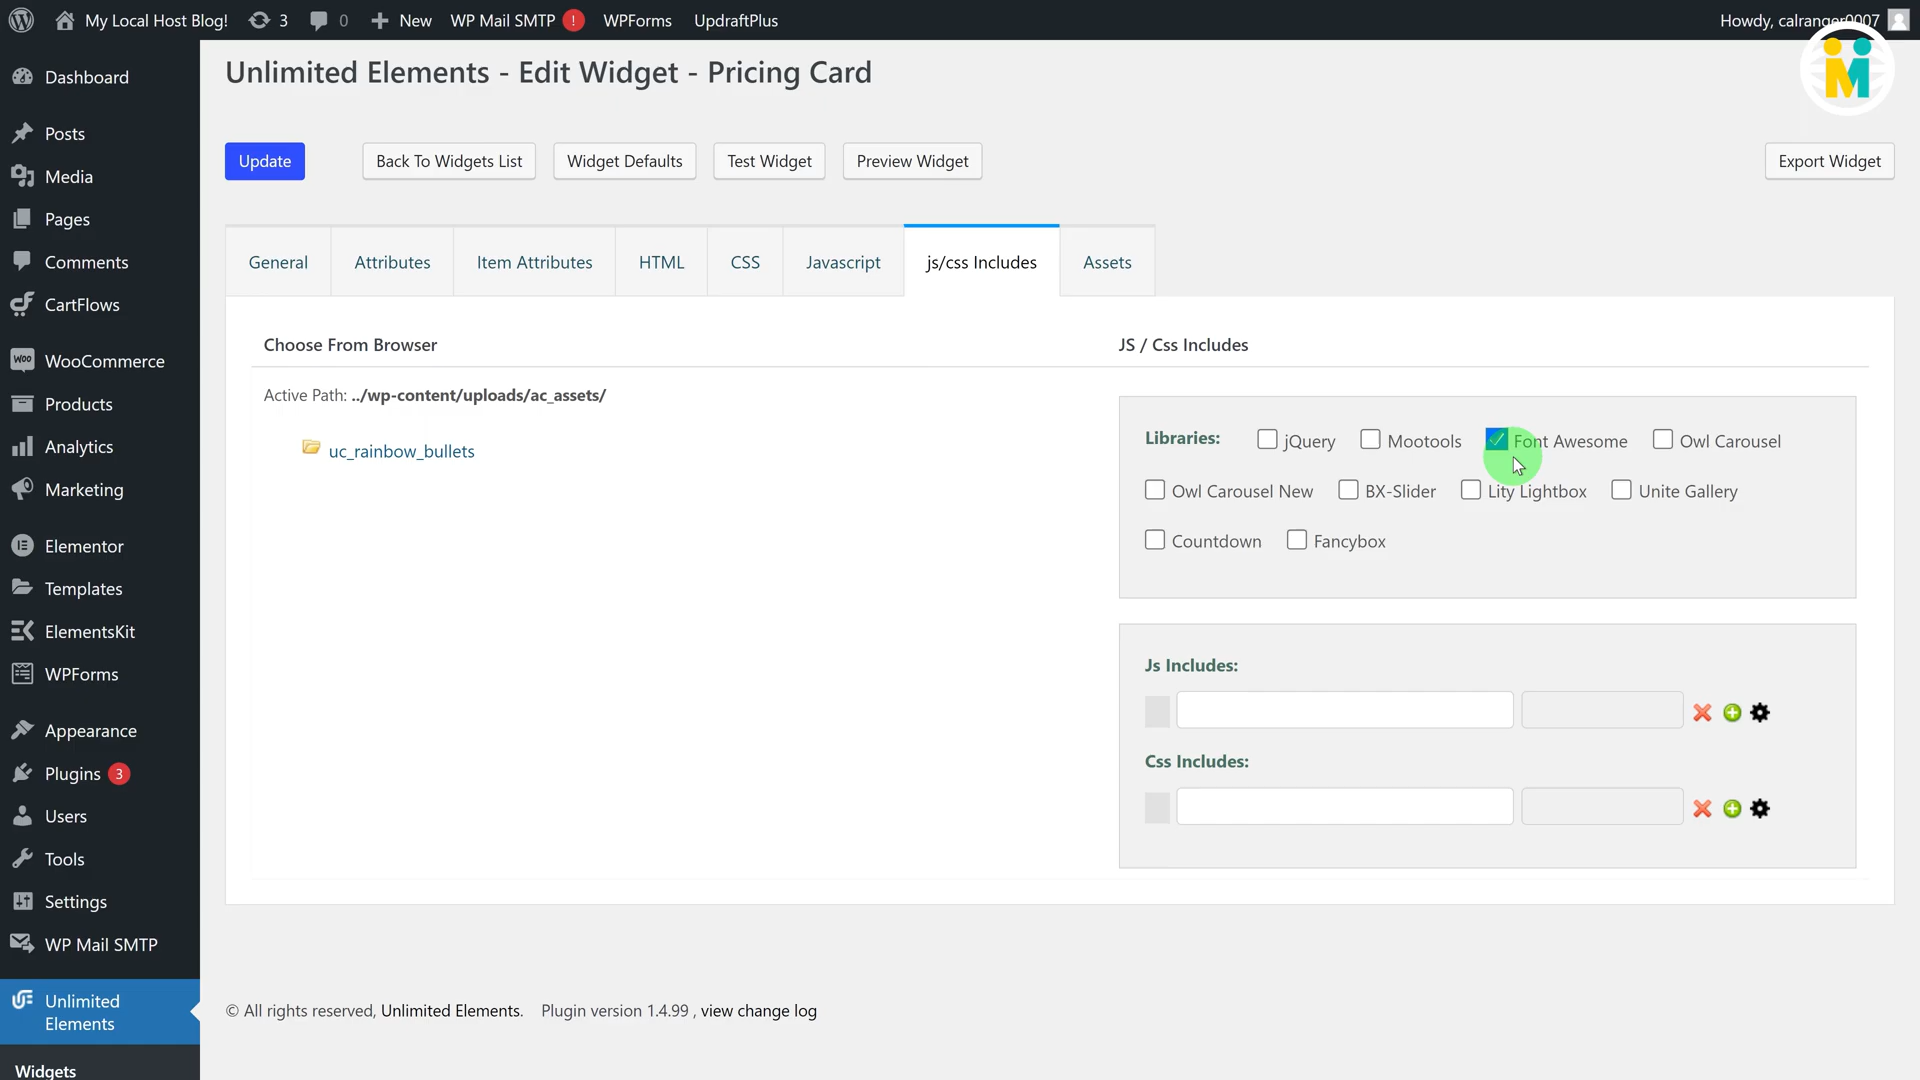 My Local Host Blog! 3 0 New WP Mail SMTP ! WPForms UpdraftPlus Howdy, calranger0007
Dashboard
Posts
Media
Pages
Comments
CartFlows
WooCommerce
Products
Analytics
Marketing
Elementor
Templates
ElementsKit
WPForms
Appearance
Plugins 3
Users
Tools
Settings
WP Mail SMTP
Unlimited
Elements
Widgets
Unlimited Elements - Edit Widget - Pricing Card
Update Back To Widgets List Widget Defaults Test Widget Preview Widget Export Widget
General Attributes Item Attributes HTML CSS Javascript js/css Includes Assets
Choose From Browser
Active Path: ../wp-content/uploads/ac_assets/
uc_rainbow_bullets
JS / Css Includes
Libraries: jQuery Mootools Font Awesome Owl Carousel
Owl Carousel New BX-Slider Lity Lightbox Unite Gallery
Countdown Fancybox
Js Includes:
Css Includes:
© All rights reserved, Unlimited Elements. Plugin version 1.4.99 , view change log